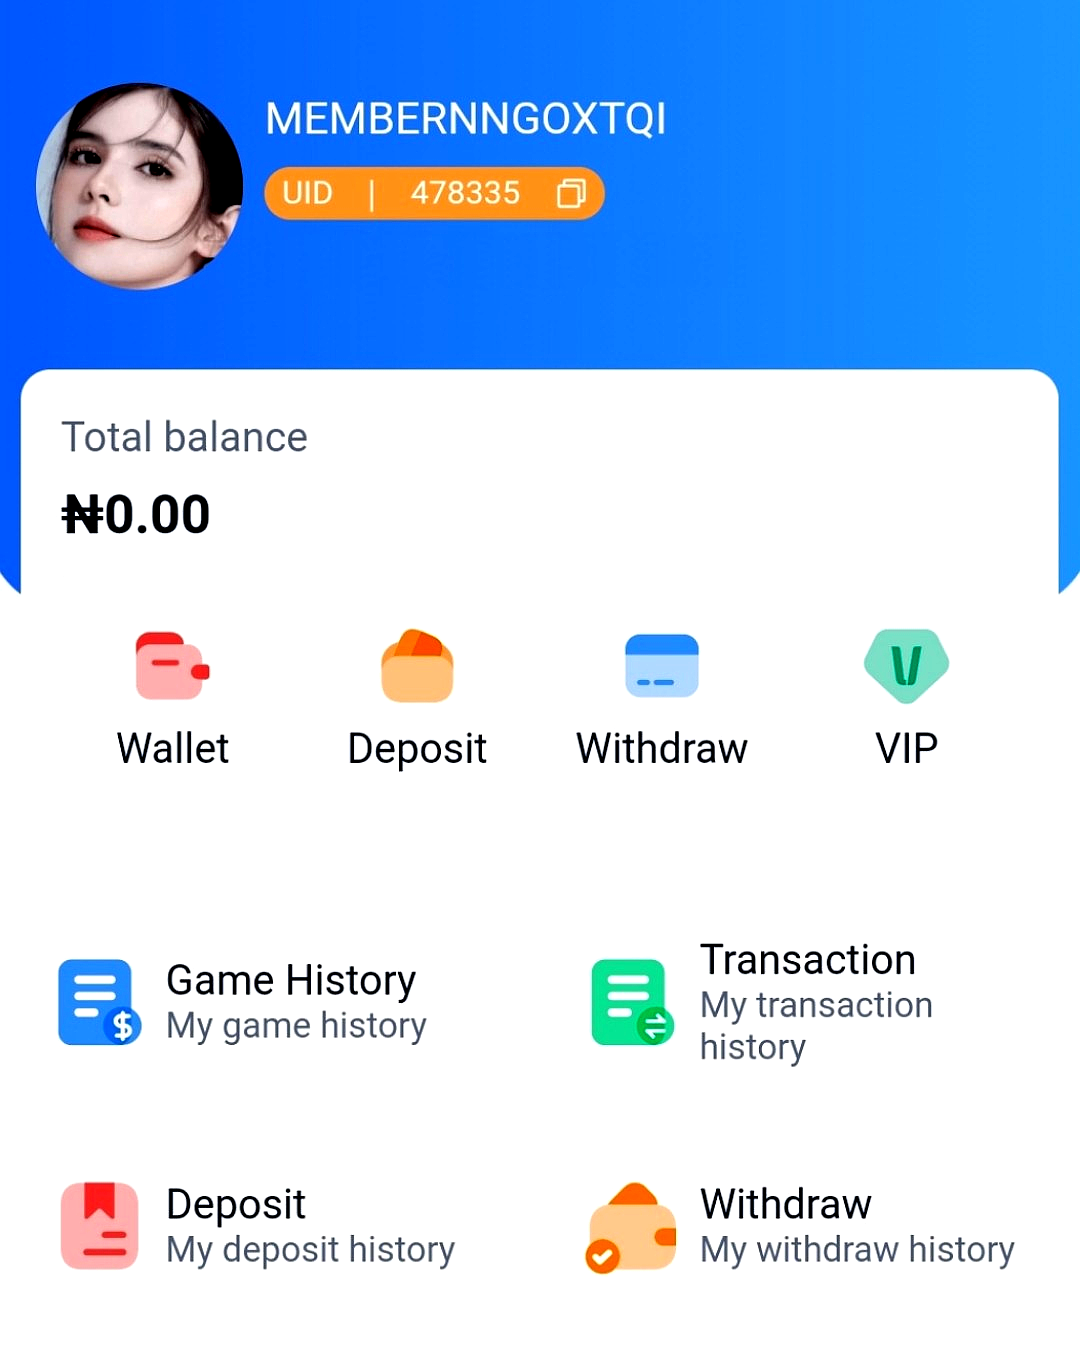 MEMBERNNGOXTQI
UID | 478335
Total balance
₦0.00
Wallet
Deposit
Withdraw
VIP
Game History
My game history
Transaction
My transaction
history
Deposit
My deposit history
Withdraw
My withdraw history